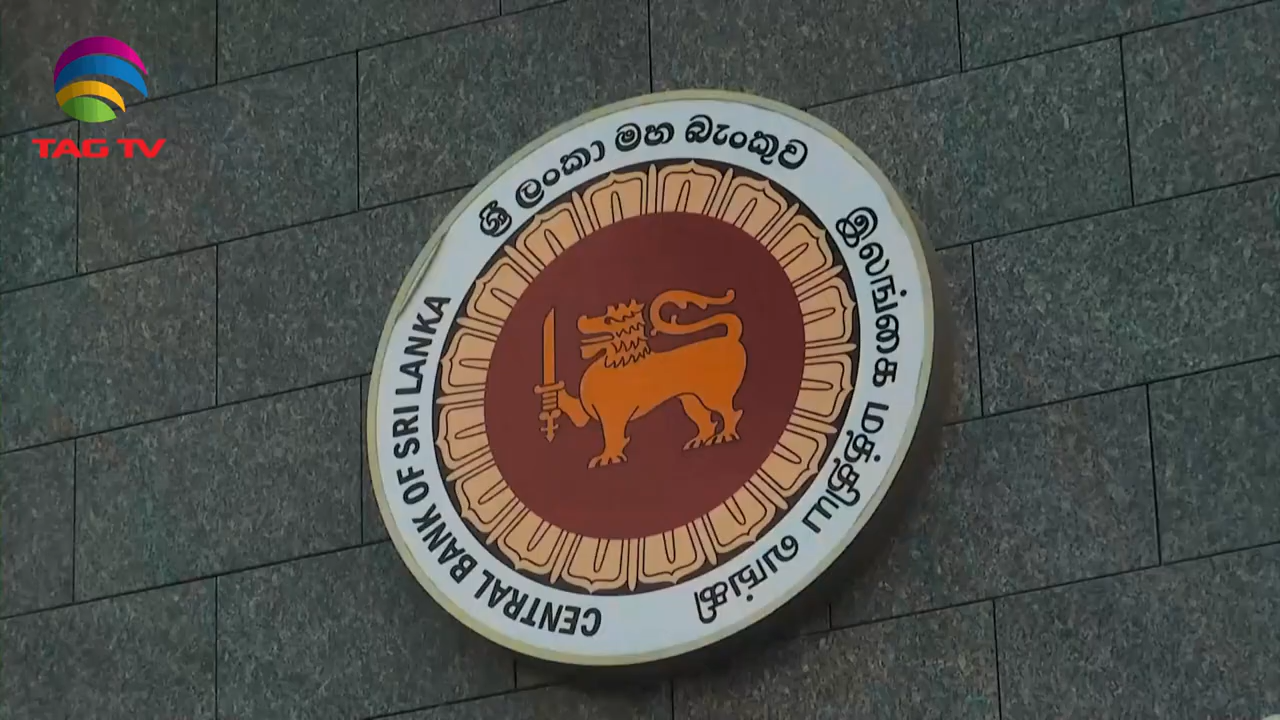 TAG TV
ශ්‍රී ලංකා මහ බැංකුව
இலங்கை மத்திய வங்கி
CENTRAL BANK OF SRI LANKA